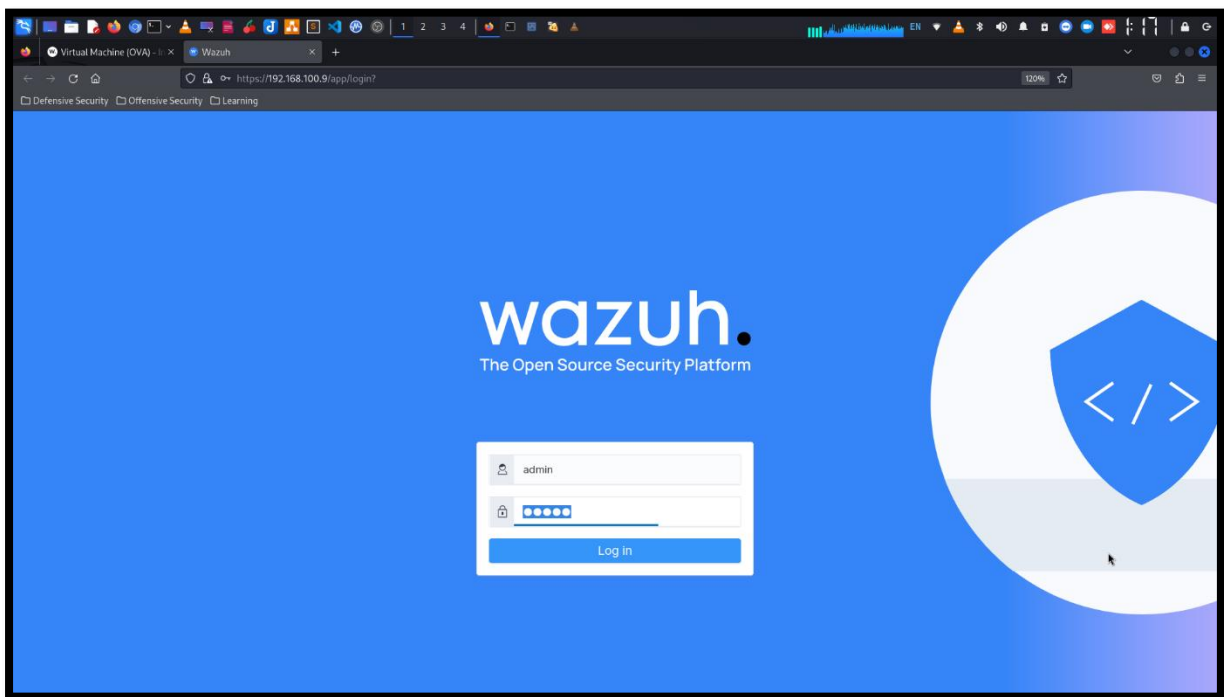 1 2 3 4
EN
Virtual Machine (OVA) - In
Wazuh
https://192.168.100.9/app/login?
120%
Defensive Security
Offensive Security
Learning
wazuh.
The Open Source Security Platform
</>
admin
Log in